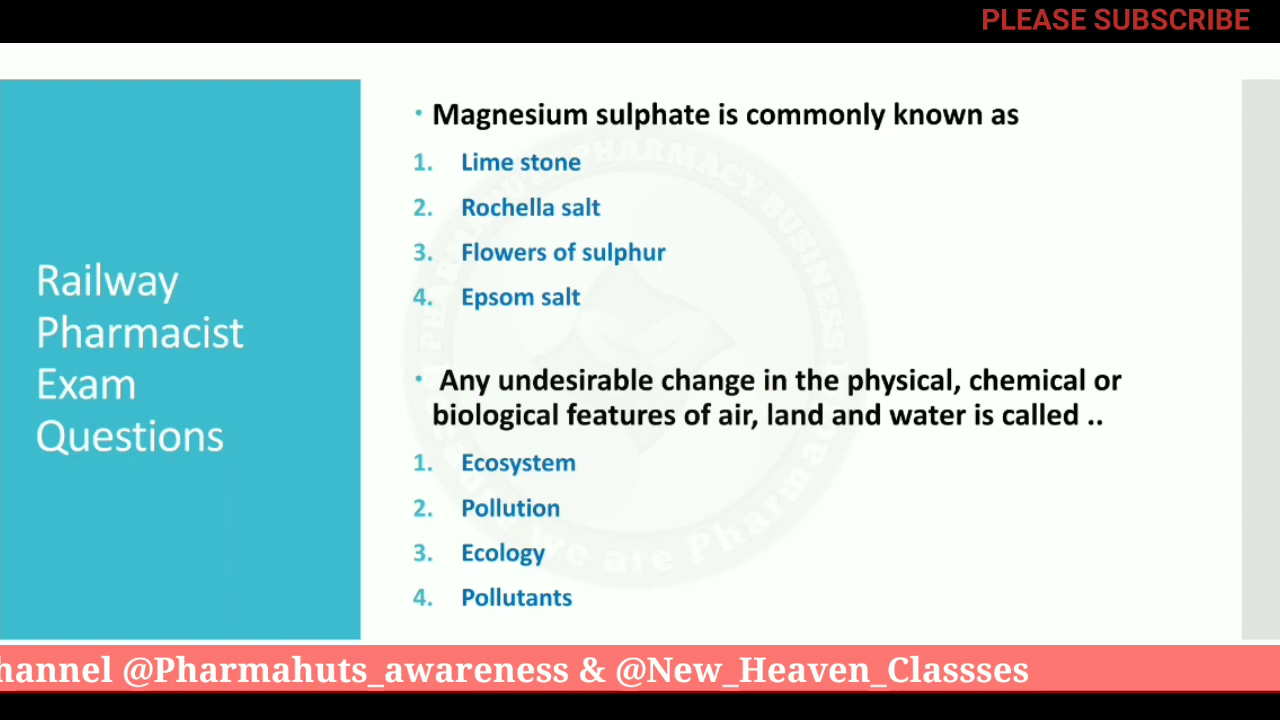 PLEASE SUBSCRIBE
Railway
Pharmacist
Exam
Questions
• Magnesium sulphate is commonly known as
1. Lime stone
2. Rochella salt
3. Flowers of sulphur
4. Epsom salt
• Any undesirable change in the physical, chemical or
biological features of air, land and water is called ..
1. Ecosystem
2. Pollution
3. Ecology
4. Pollutants
hannel @Pharmahuts_awareness & @New_Heaven_Classses